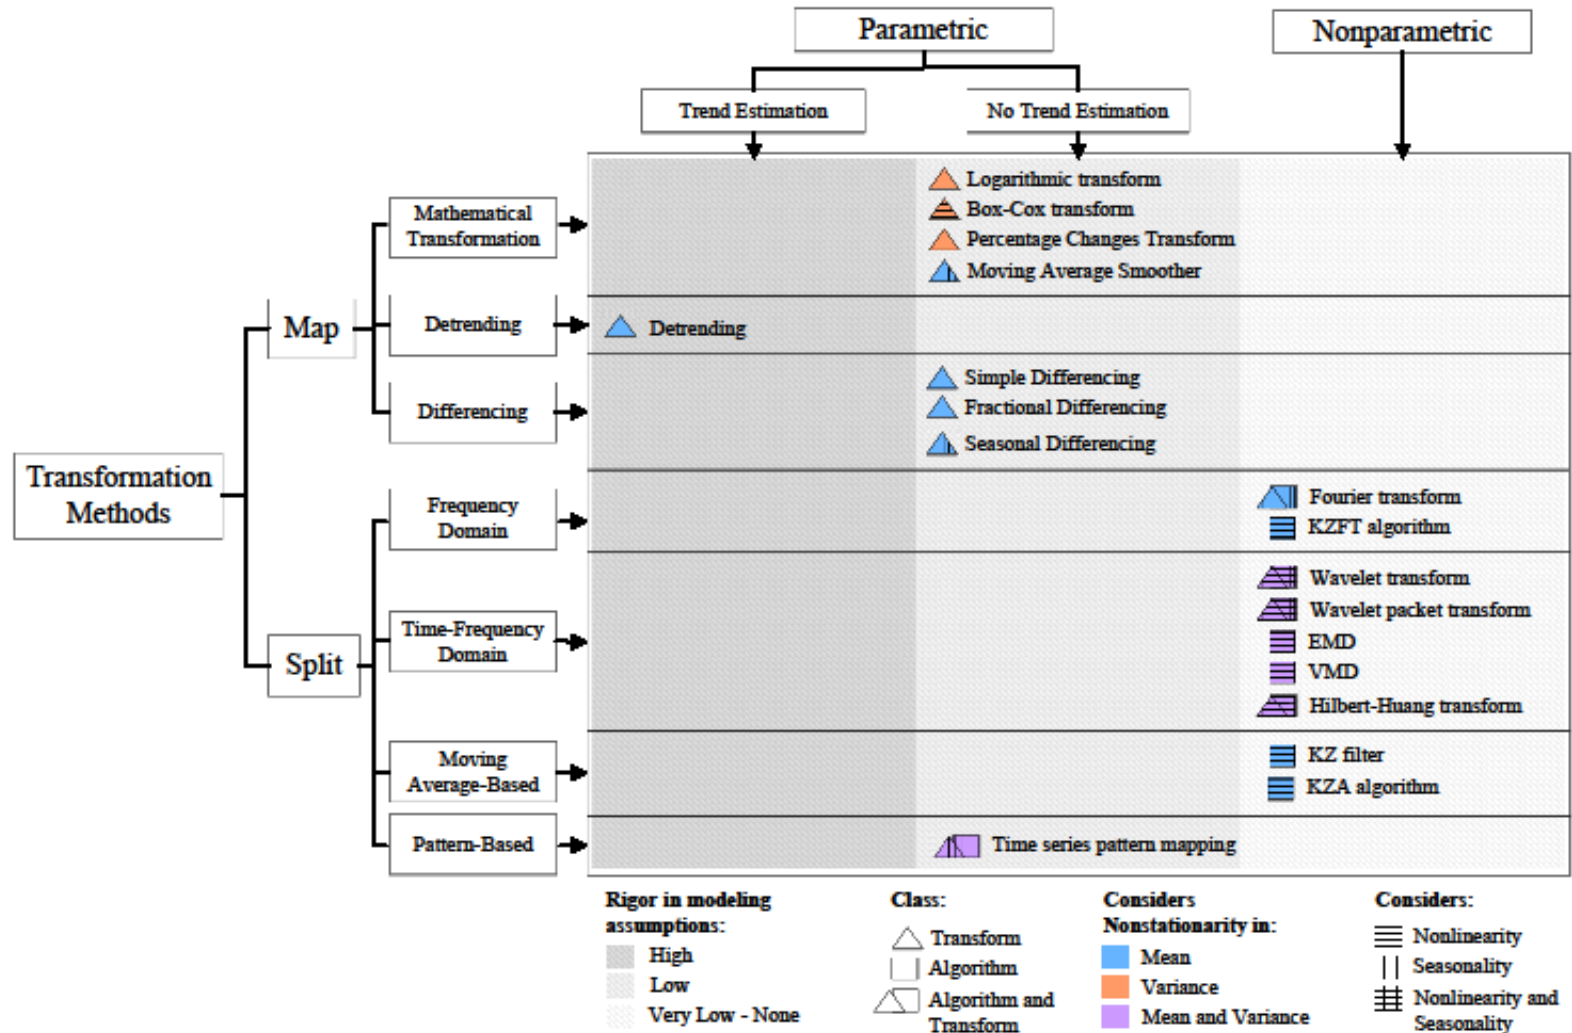 Parametric
Nonparametric
Trend Estimation
No Trend Estimation
Logarithmic transform
Box-Cox transform
Percentage Changes Transform
Moving Average Smoother
Mathematical
Transformation
Map
Detrending
Detrending
Simple Differencing
Fractional Differencing
Seasonal Differencing
Differencing
Transformation
Methods
Frequency
Domain
Fourier transform
KZFT algorithm
Wavelet transform
Wavelet packet transform
EMD
VMD
Hilbert-Huang transform
Time-Frequency
Domain
Split
Moving
Average-Based
KZ filter
KZA algorithm
Pattern-Based
Time series pattern mapping
Rigor in modeling
assumptions:
High
Low
Very Low - None
Class:
Transform
Algorithm
Algorithm and
Transform
Considers
Nonstationarity in:
Mean
Variance
Mean and Variance
Considers:
Nonlinearity
Seasonality
Nonlinearity and
Seasonality